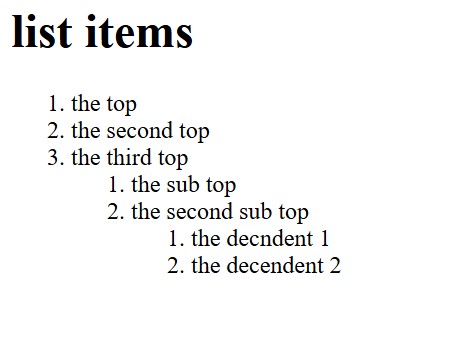 list items
1. the top
2. the second top
3. the third top
1. the sub top
2. the second sub top
1. the decndent 1
2. the decendent 2